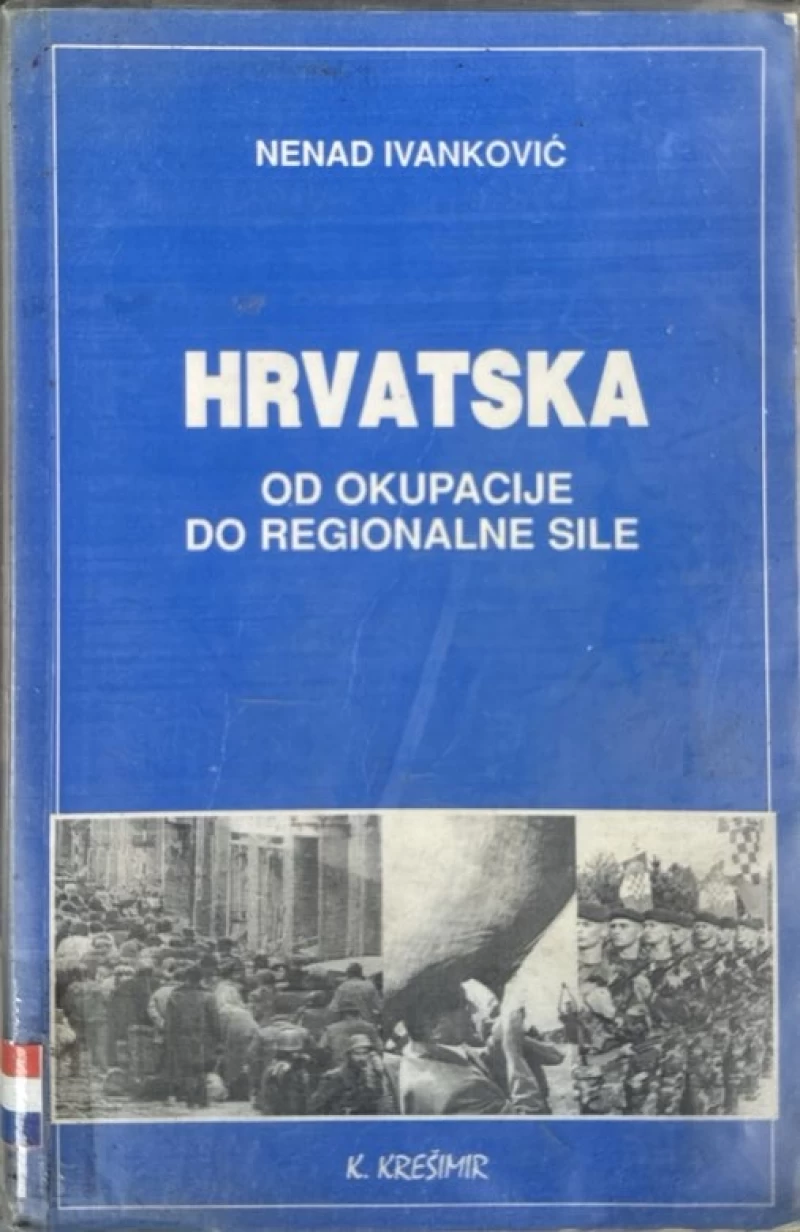 NENAD IVANKOVIĆ
HRVATSKA
OD OKUPACIJE
DO REGIONALNE SILE
K. KREŠIMIR